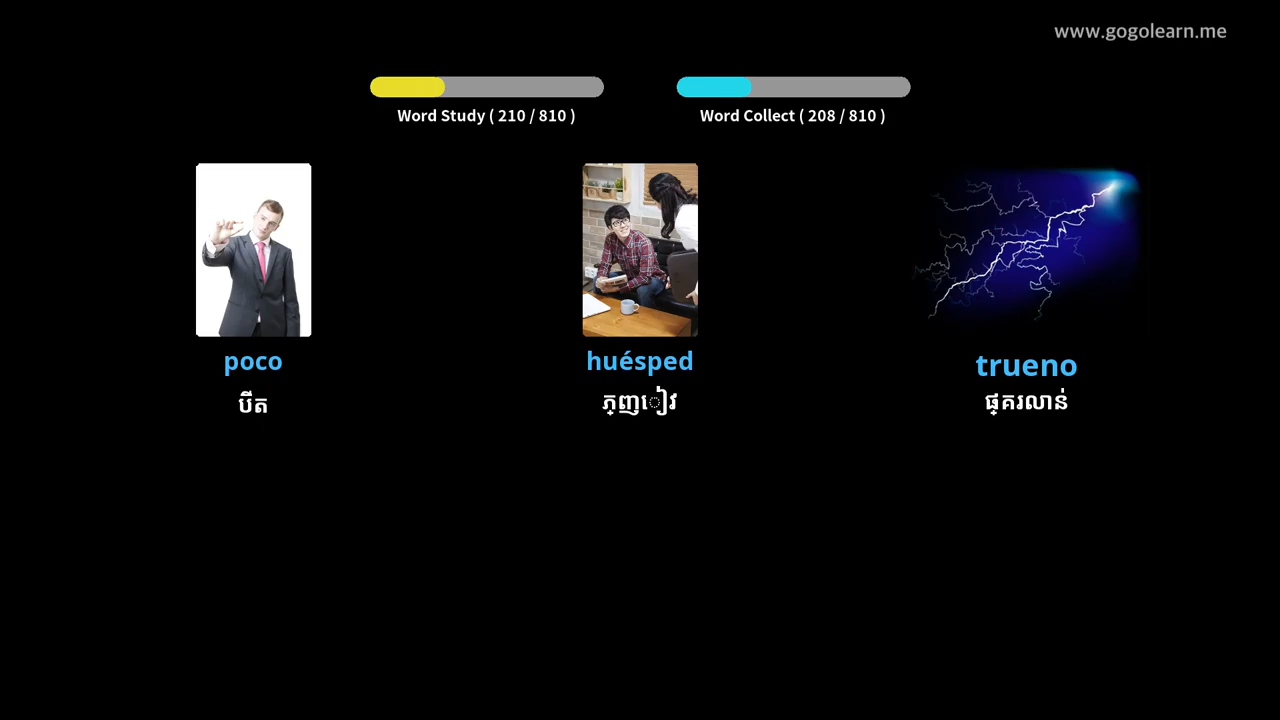 www.gogolearn.me
Word Study ( 210 / 810 )
Word Collect ( 208 / 810 )
poco
huésped
trueno
បីត
ភ្ញៀវ
ផ្គរលាន់